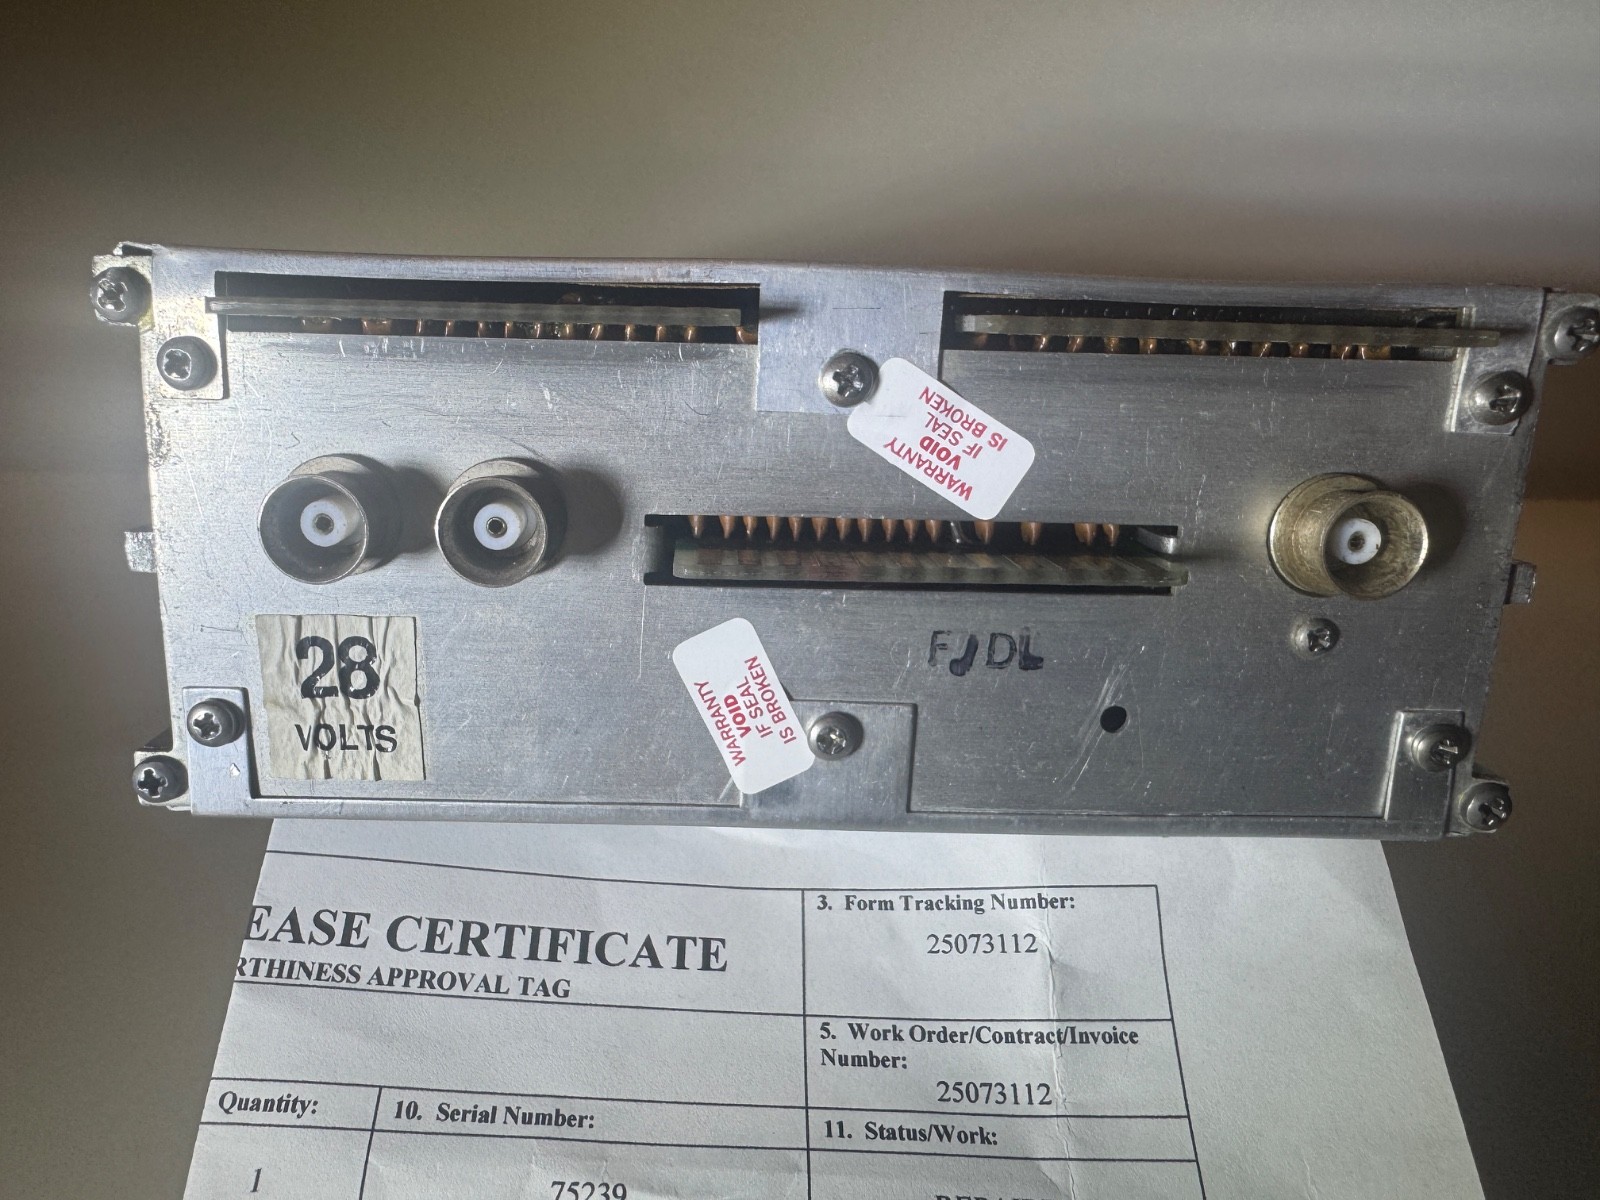 WARRANTY
VOID
IF SEAL
IS BROKEN
28
VOLTS
WARRANTY
VOID
IF SEAL
IS BROKEN
FJDL
EASE CERTIFICATE
RTHINESS APPROVAL TAG
3. Form Tracking Number:
25073112
5. Work Order/Contract/Invoice
Number:
25073112
Quantity:
10. Serial Number:
11. Status/Work:
1
75239